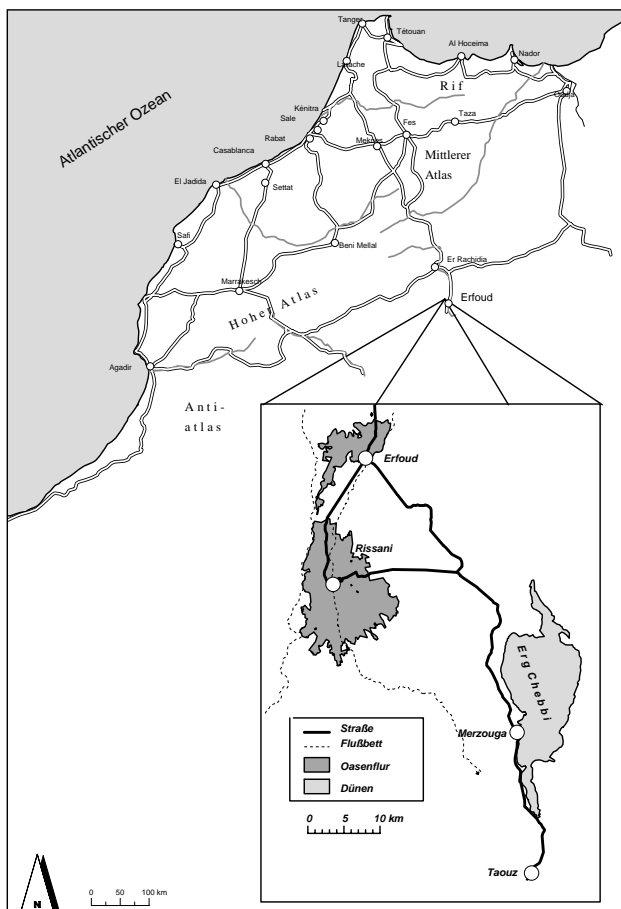 Tanger
Tétouan
Al Hoceima
Nador
Larache
Rif
Oujda
Kénitra
Sale
Taza
Fes
Rabat
Meknes
Casablanca
Atlantischer Ozean
Mittlerer
Atlas
El Jadida
Settat
Safi
Beni Mellal
Er Rachidia
Marrakesch
Erfoud
Hoher Atlas
Agadir
Anti-
atlas
Erfoud
Rissani
Erg Chebbi
Merzouga
Straße
Flußbett
Oasenflur
Dünen
0 5 10 km
Taouz
N
0 50 100 km